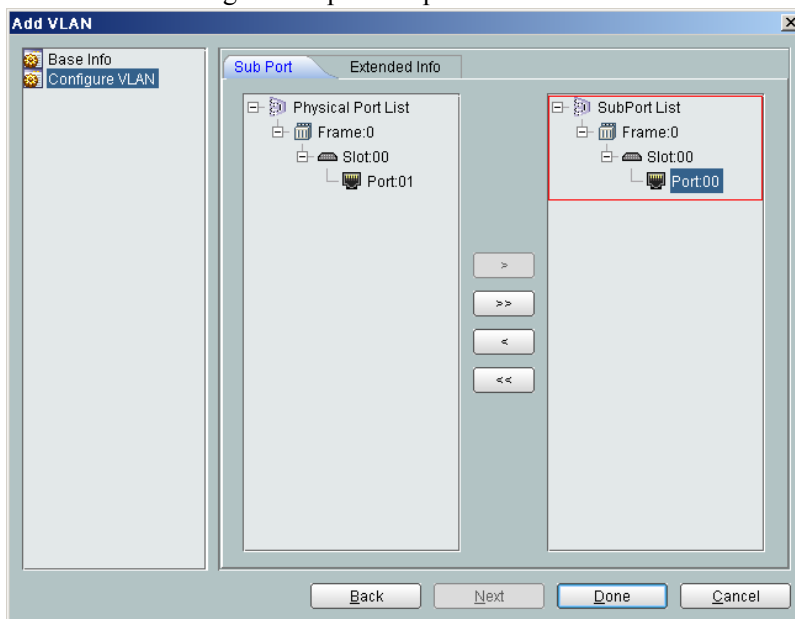 Add VLAN
Base Info
Configure VLAN
Sub Port
Extended Info
Physical Port List
Frame:0
Slot:00
Port:01
>
>>
<
<<
SubPort List
Frame:0
Slot:00
Port:00
Back
Next
Done
Cancel